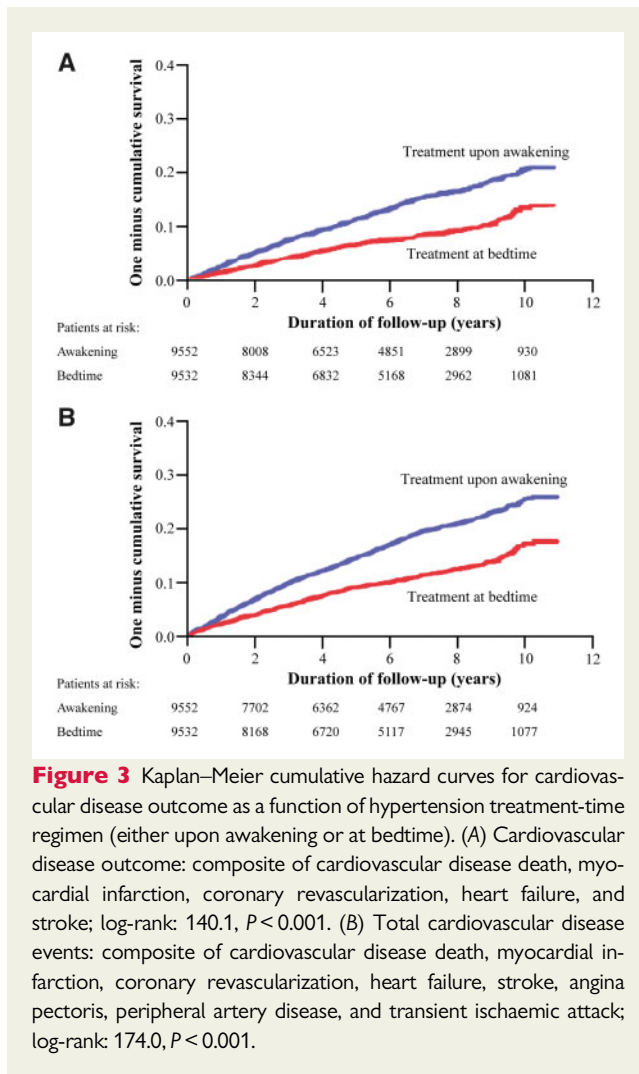 A
One minus cumulative survival
0.4
0.3
0.2
0.1
0.0
Treatment upon awakening
Treatment at bedtime
0 2 4 6 8 10 12
Duration of follow-up (years)
Patients at risk:
Awakening 9552 8008 6523 4851 2899 930
Bedtime 9532 8344 6832 5168 2962 1081
B
One minus cumulative survival
0.4
0.3
0.2
0.1
0.0
Treatment upon awakening
Treatment at bedtime
0 2 4 6 8 10 12
Duration of follow-up (years)
Patients at risk:
Awakening 9552 7702 6362 4767 2874 924
Bedtime 9532 8168 6720 5117 2945 1077
Figure 3 Kaplan–Meier cumulative hazard curves for cardiovas-
cular disease outcome as a function of hypertension treatment-time
regimen (either upon awakening or at bedtime). (A) Cardiovascular
disease outcome: composite of cardiovascular disease death, myo-
cardial infarction, coronary revascularization, heart failure, and
stroke; log-rank: 140.1, P < 0.001. (B) Total cardiovascular disease
events: composite of cardiovascular disease death, myocardial in-
farction, coronary revascularization, heart failure, stroke, angina
pectoris, peripheral artery disease, and transient ischaemic attack;
log-rank: 174.0, P < 0.001.